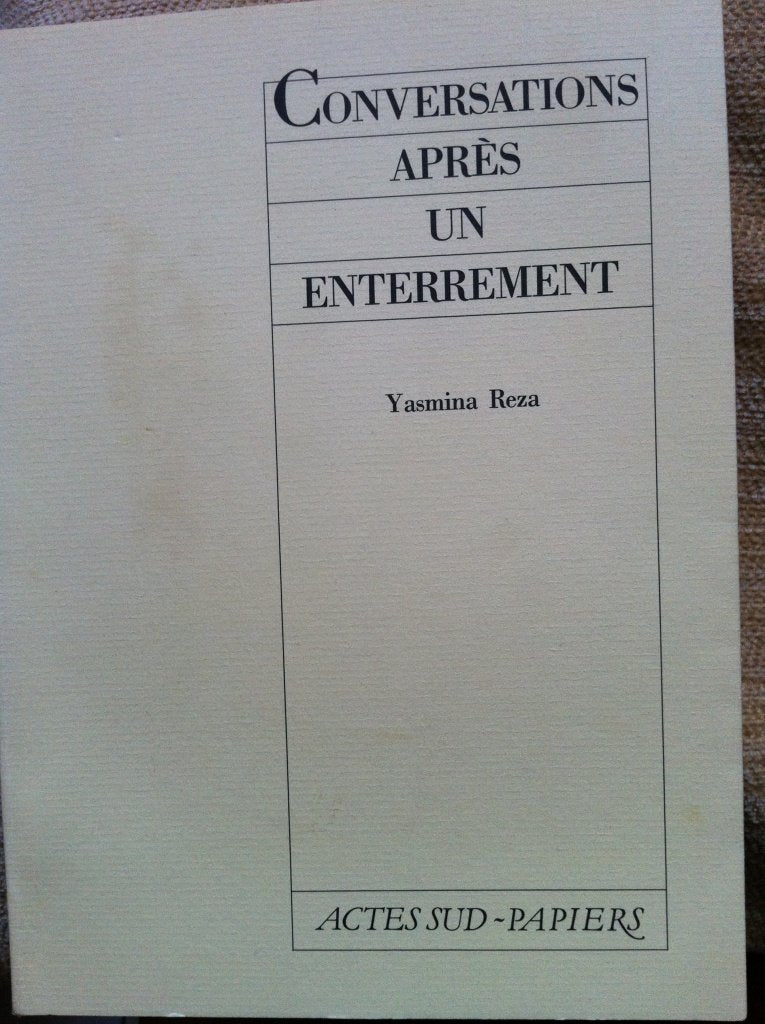 CONVERSATIONS
APRÈS
UN
ENTERREMENT
Yasmina Reza
ACTES SUD ~ PAPIERS